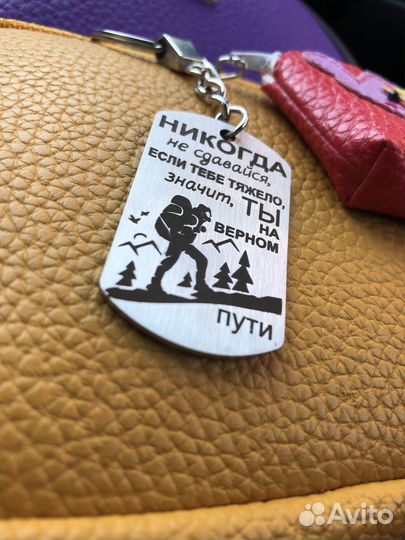 НИКОГДА
не сдавайся,
ЕСЛИ ТЕБЕ ТЯЖЕЛО,
значит, ТЫ
НА
ВЕРНОМ
ПУТИ
Avito